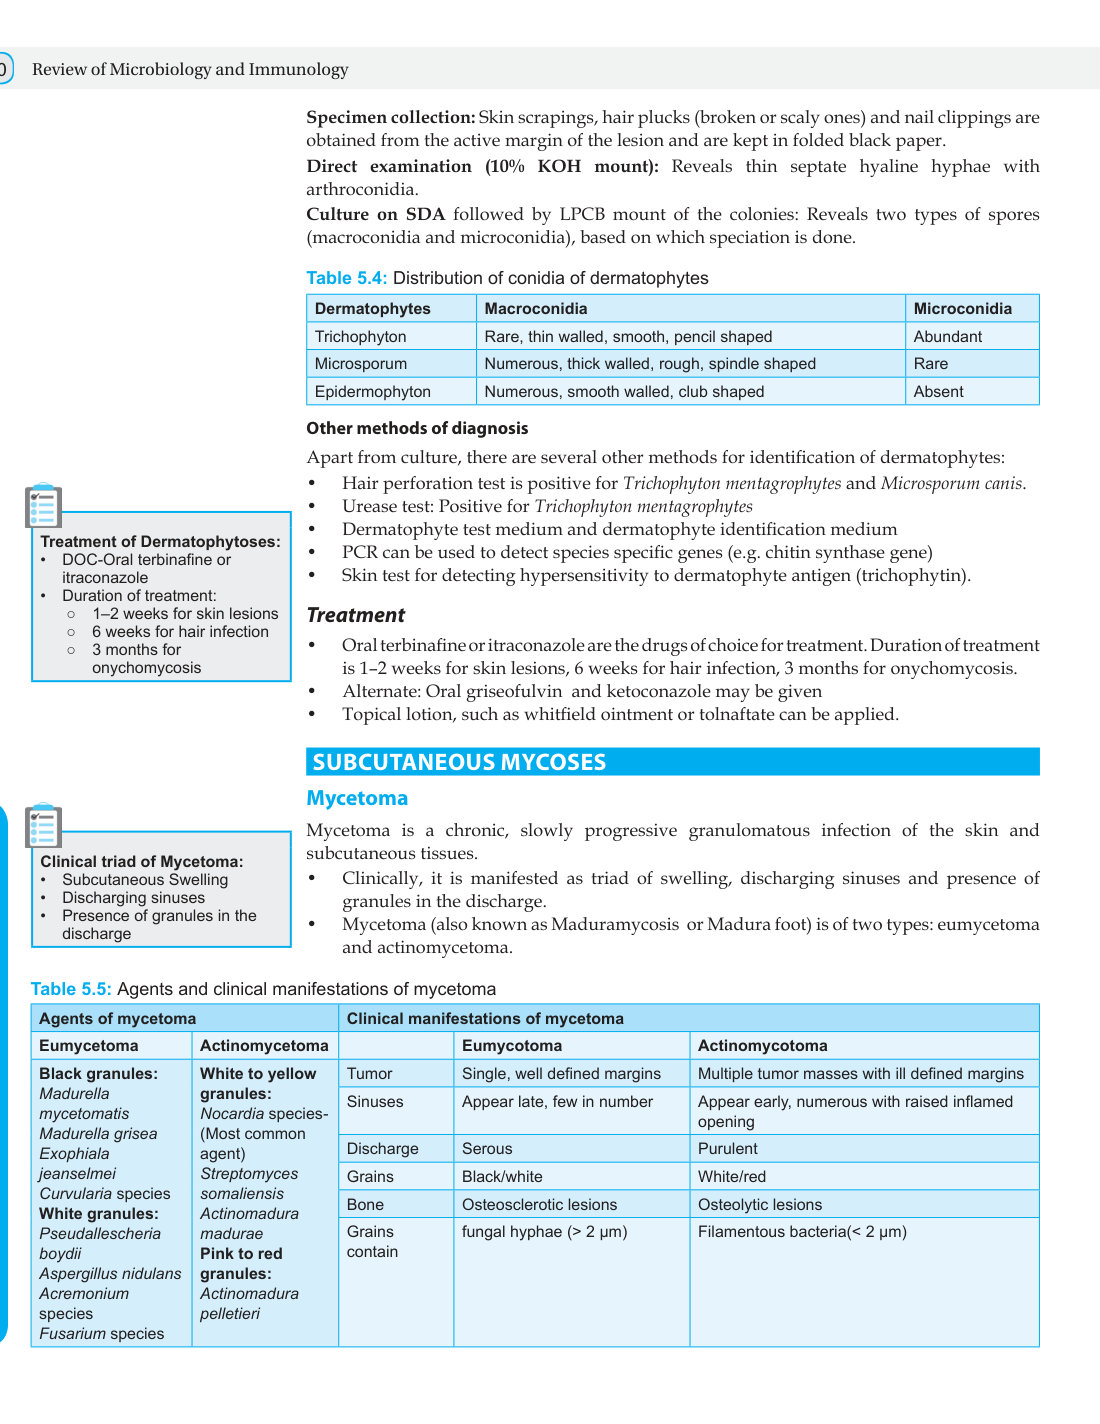 0 Review of Microbiology and Immunology
Specimen collection: Skin scrapings, hair plucks (broken or scaly ones) and nail clippings are
obtained from the active margin of the lesion and are kept in folded black paper.
Direct examination (10% KOH mount): Reveals thin septate hyaline hyphae with
arthroconidia.
Culture on SDA followed by LPCB mount of the colonies: Reveals two types of spores
(macroconidia and microconidia), based on which speciation is done.
Table 5.4: Distribution of conidia of dermatophytes
Dermatophytes Macroconidia Microconidia
Trichophyton Rare, thin walled, smooth, pencil shaped Abundant
Microsporum Numerous, thick walled, rough, spindle shaped Rare
Epidermophyton Numerous, smooth walled, club shaped Absent
Other methods of diagnosis
Apart from culture, there are several other methods for identification of dermatophytes:
• Hair perforation test is positive for Trichophyton mentagrophytes and Microsporum canis.
• Urease test: Positive for Trichophyton mentagrophytes
• Dermatophyte test medium and dermatophyte identification medium
• PCR can be used to detect species specific genes (e.g. chitin synthase gene)
• Skin test for detecting hypersensitivity to dermatophyte antigen (trichophytin).
Treatment of Dermatophytoses:
• DOC-Oral terbinafine or
itraconazole
• Duration of treatment:
○ 1–2 weeks for skin lesions
○ 6 weeks for hair infection
○ 3 months for
onychomycosis
Treatment
• Oral terbinafine or itraconazole are the drugs of choice for treatment. Duration of treatment
is 1–2 weeks for skin lesions, 6 weeks for hair infection, 3 months for onychomycosis.
• Alternate: Oral griseofulvin and ketoconazole may be given
• Topical lotion, such as whitfield ointment or tolnaftate can be applied.
SUBCUTANEOUS MYCOSES
Mycetoma
Mycetoma is a chronic, slowly progressive granulomatous infection of the skin and
subcutaneous tissues.
• Clinically, it is manifested as triad of swelling, discharging sinuses and presence of
granules in the discharge.
• Mycetoma (also known as Maduramycosis or Madura foot) is of two types: eumycetoma
and actinomycetoma.
Clinical triad of Mycetoma:
• Subcutaneous Swelling
• Discharging sinuses
• Presence of granules in the
discharge
Table 5.5: Agents and clinical manifestations of mycetoma
Agents of mycetoma Clinical manifestations of mycetoma
Eumycetoma Actinomycetoma Eumycotoma Actinomycotoma
Black granules:
Madurella
mycetomatis
Madurella grisea
Exophiala
jeanselmei
Curvularia species
White granules:
Pseudallescheria
boydii
Aspergillus nidulans
Acremonium
species
Fusarium species
White to yellow
granules:
Nocardia species-
(Most common
agent)
Streptomyces
somaliensis
Actinomadura
madurae
Pink to red
granules:
Actinomadura
pelletieri
Tumor Single, well defined margins Multiple tumor masses with ill defined margins
Sinuses Appear late, few in number Appear early, numerous with raised inflamed
opening
Discharge Serous Purulent
Grains Black/white White/red
Bone Osteosclerotic lesions Osteolytic lesions
Grains fungal hyphae (> 2 µm) Filamentous bacteria(< 2 µm)
contain